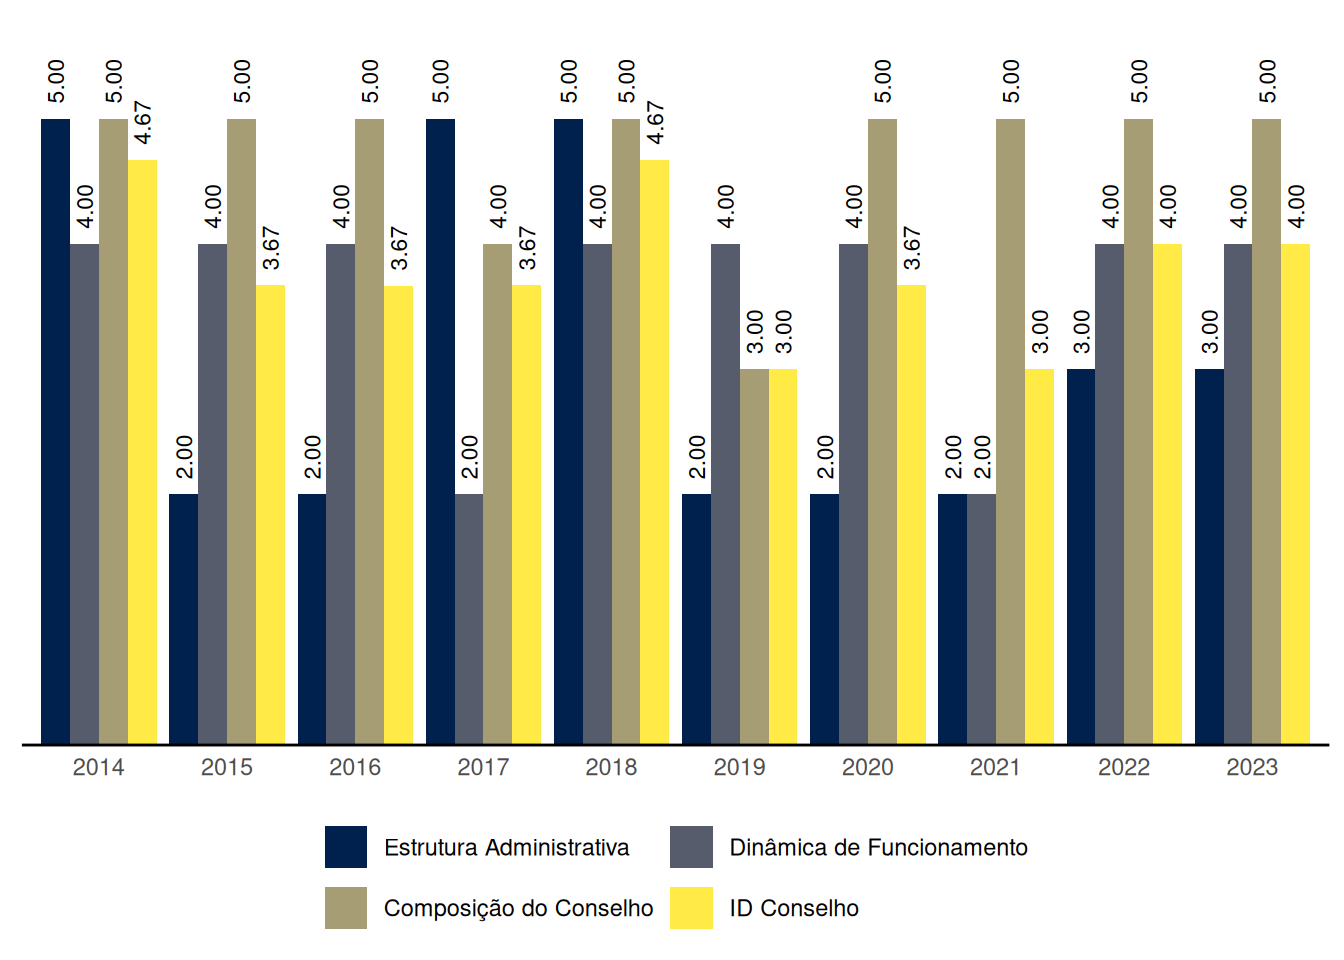 5.00 4.00 5.00 4.67 2.00 4.00 5.00 3.67 2.00 4.00 5.00 3.67 5.00 2.00 4.00 3.67 5.00 4.00 5.00 4.67 2.00 4.00 3.00 3.00 2.00 4.00 5.00 3.67 2.00 2.00 5.00 3.00 3.00 4.00 5.00 4.00 3.00 4.00 5.00 4.00
2014 2015 2016 2017 2018 2019 2020 2021 2022 2023
Estrutura Administrativa Dinâmica de Funcionamento
Composição do Conselho ID Conselho